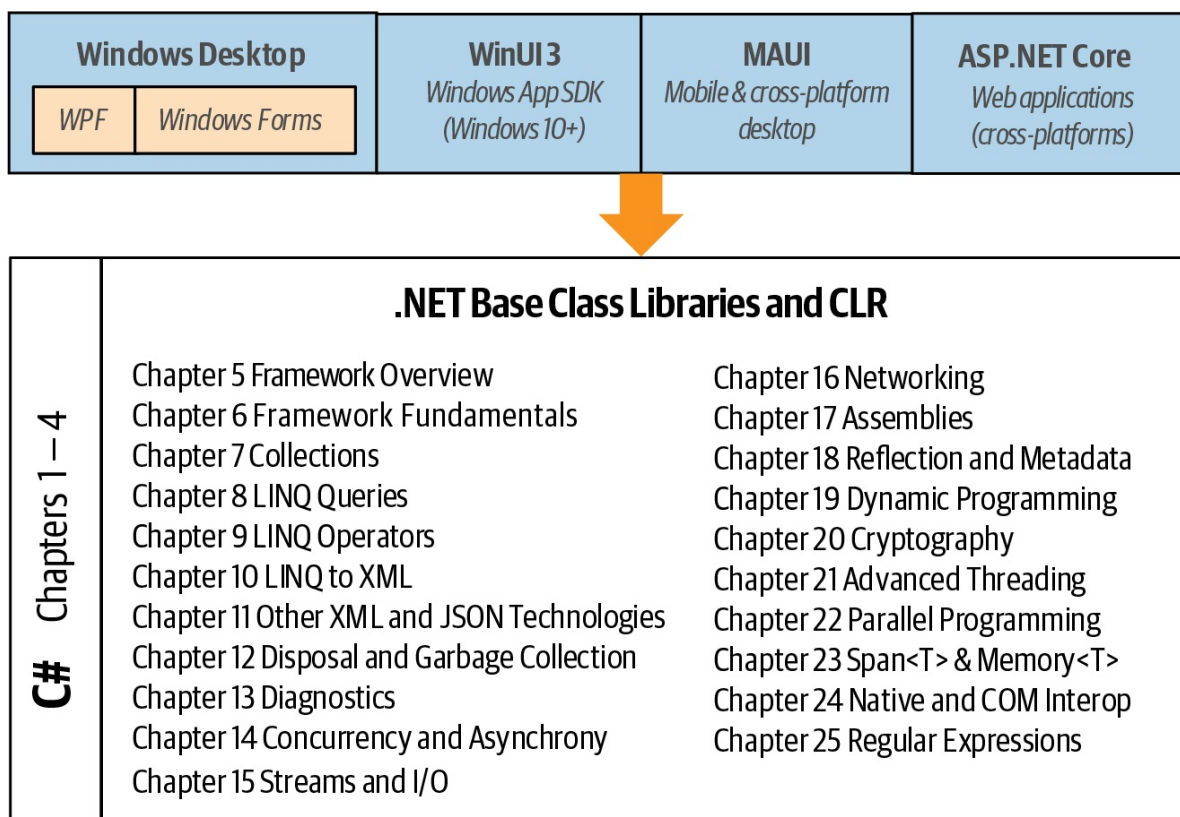 Windows Desktop
WPF
Windows Forms
WinUI 3
Windows App SDK
(Windows 10+)
MAUI
Mobile & cross-platform
desktop
ASP.NET Core
Web applications
(cross-platforms)
C# Chapters 1 – 4
.NET Base Class Libraries and CLR
Chapter 5 Framework Overview
Chapter 6 Framework Fundamentals
Chapter 7 Collections
Chapter 8 LINQ Queries
Chapter 9 LINQ Operators
Chapter 10 LINQ to XML
Chapter 11 Other XML and JSON Technologies
Chapter 12 Disposal and Garbage Collection
Chapter 13 Diagnostics
Chapter 14 Concurrency and Asynchrony
Chapter 15 Streams and I/O
Chapter 16 Networking
Chapter 17 Assemblies
Chapter 18 Reflection and Metadata
Chapter 19 Dynamic Programming
Chapter 20 Cryptography
Chapter 21 Advanced Threading
Chapter 22 Parallel Programming
Chapter 23 Span<T> & Memory<T>
Chapter 24 Native and COM Interop
Chapter 25 Regular Expressions